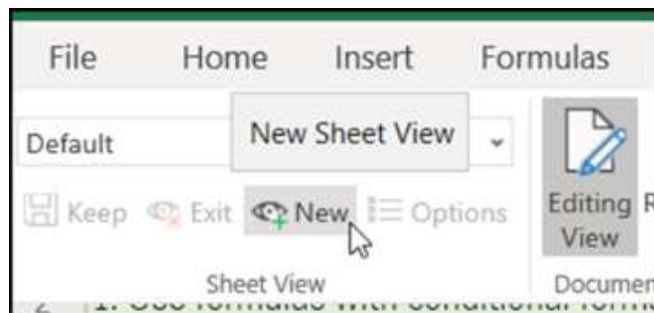 File Home Insert Formulas
New Sheet View
Default
Keep Exit New Options
Editing
View
Sheet View